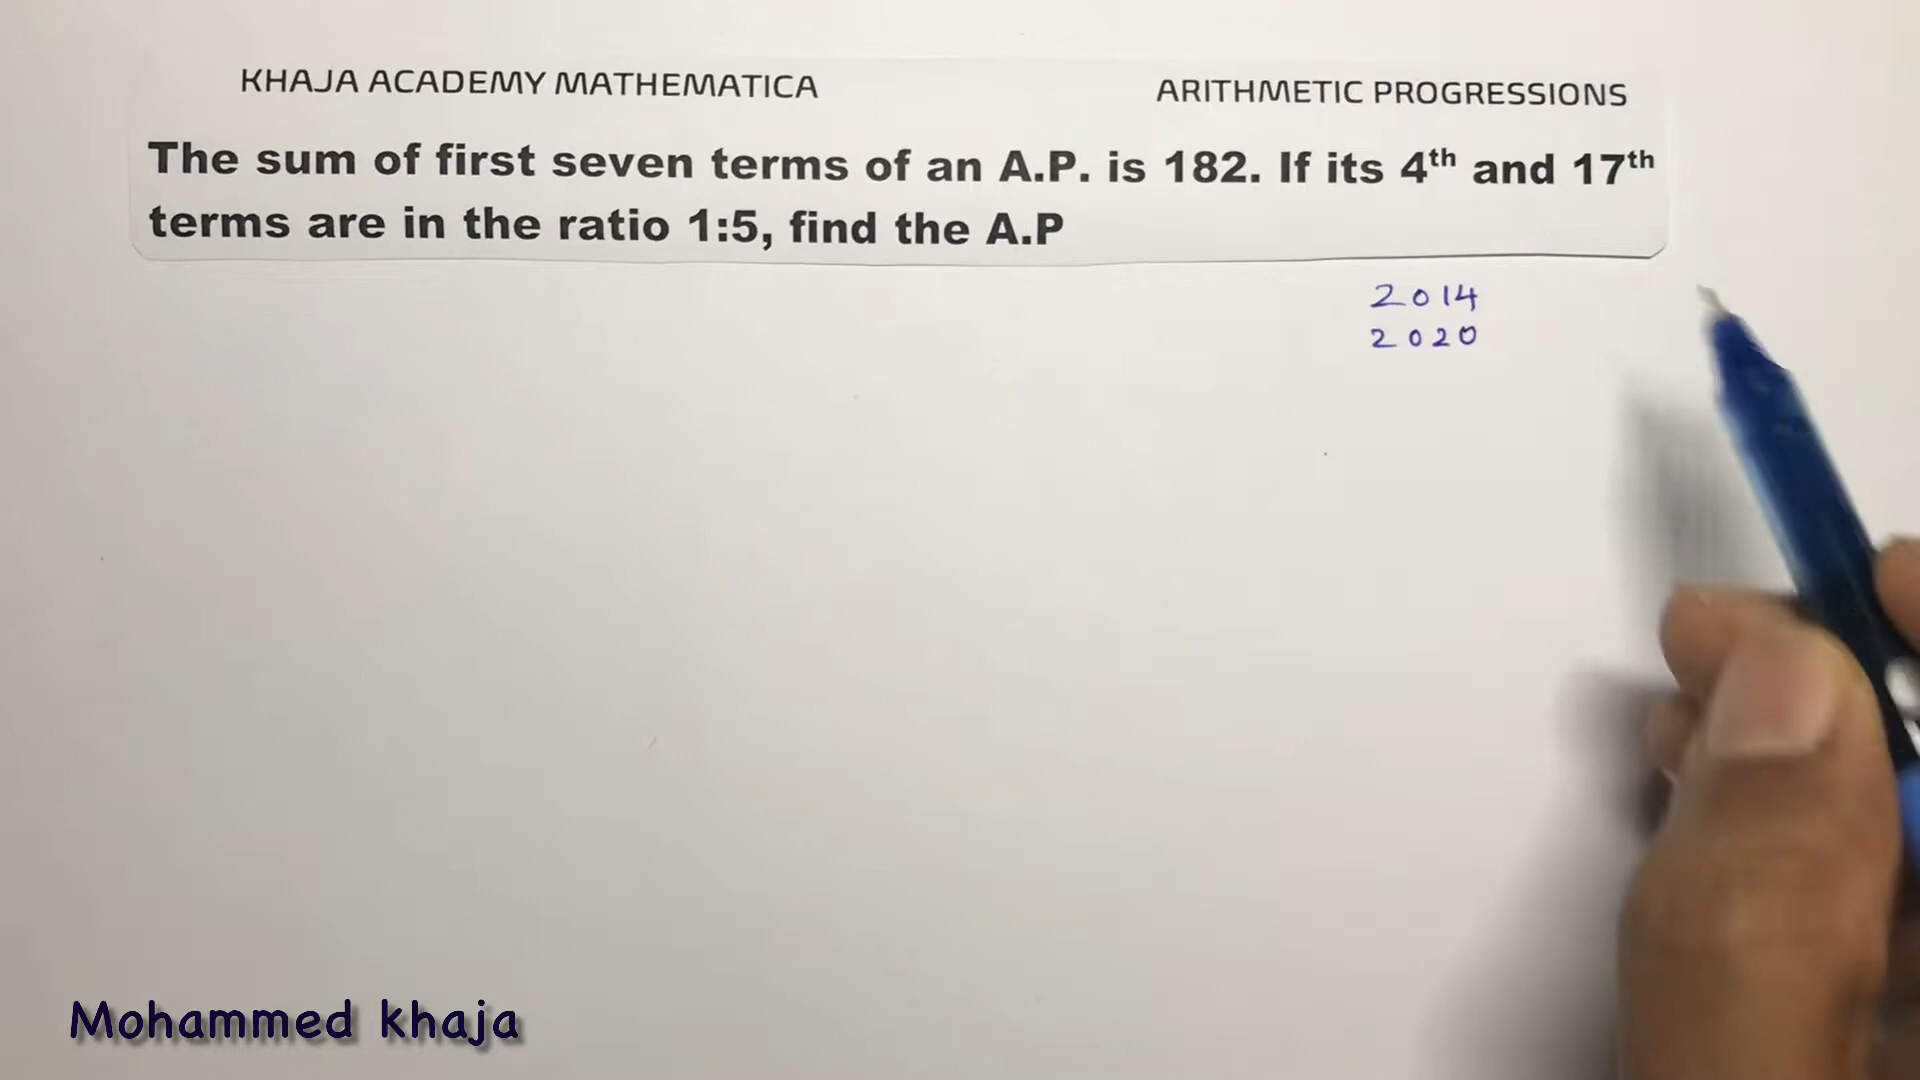 KHAJA ACADEMY MATHEMATICA
ARITHMETIC PROGRESSIONS
The sum of first seven terms of an A.P. is 182. If its 4th and 17th
terms are in the ratio 1:5, find the A.P
2014
2020
Mohammed khaja